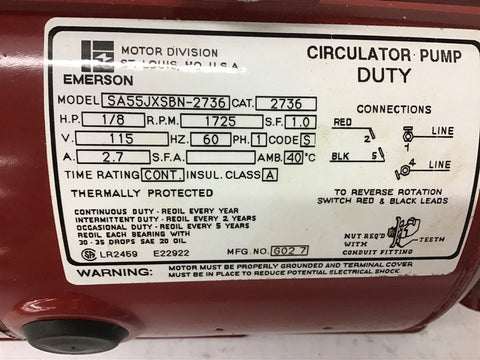 MOTOR DIVISION
ST. LOUIS, MO. U.S.A.
EMERSON
CIRCULATOR PUMP
DUTY
MODEL SA55JXSBN-2736 CAT. 2736
H.P. 1/8 R.P.M. 1725 S.F. 1.0
V. 115 HZ. 60 PH. 1 CODE S
A. 2.7 S.F.A. AMB. 40 °C
TIME RATING CONT. INSUL. CLASS A
THERMALLY PROTECTED
CONTINUOUS DUTY - REOIL EVERY YEAR
INTERMITTENT DUTY - REOIL EVERY 2 YEARS
OCCASIONAL DUTY - REOIL EVERY 5 YEARS
REOIL EACH BEARING WITH
30 - 35 DROPS SAE 20 OIL
LR2459 E22922
MFG. NO. G02 7
CONNECTIONS
RED 2 1 LINE
BLK 5 4 LINE
TO REVERSE ROTATION
SWITCH RED & BLACK LEADS
NUT REQ'D
WITH TEETH
CONDUIT FITTING
WARNING: MOTOR MUST BE PROPERLY GROUNDED AND TERMINAL COVER
MUST BE IN PLACE TO REDUCE POTENTIAL ELECTRICAL SHOCK